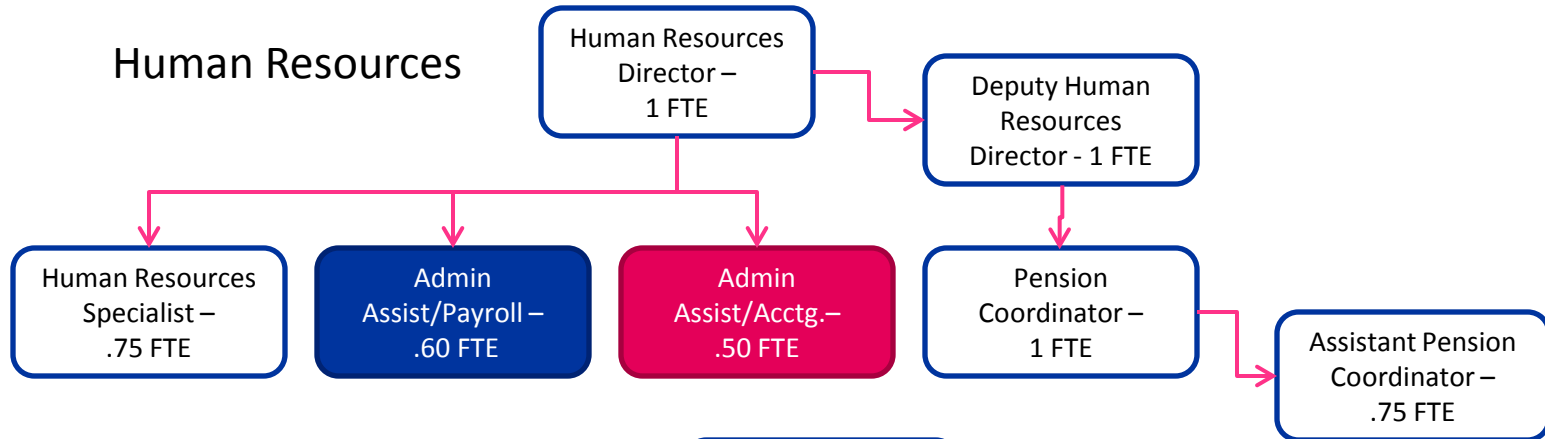 Human Resources
Human Resources
Director –
1 FTE
Deputy Human
Resources
Director - 1 FTE
Human Resources
Specialist –
.75 FTE
Admin
Assist/Payroll –
.60 FTE
Admin
Assist/Acctg.–
.50 FTE
Pension
Coordinator –
1 FTE
Assistant Pension
Coordinator –
.75 FTE